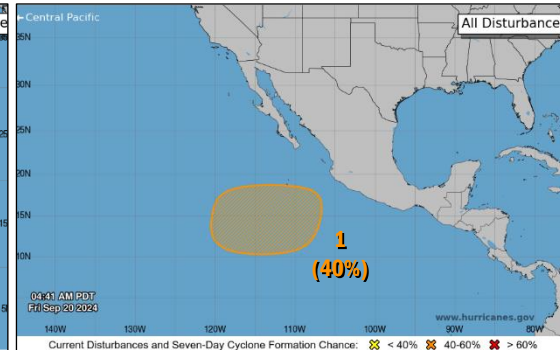 ← Central Pacific
All Disturbance
35N
30N
25N
20N
15N
10N
5N
1
(40%)
04:41 AM PDT
Fri Sep 20 2024
www.hurricanes.gov
140W 130W 120W 110W 100W 90W 80W
Current Disturbances and Seven-Day Cyclone Formation Chance: < 40% 40-60% > 60%